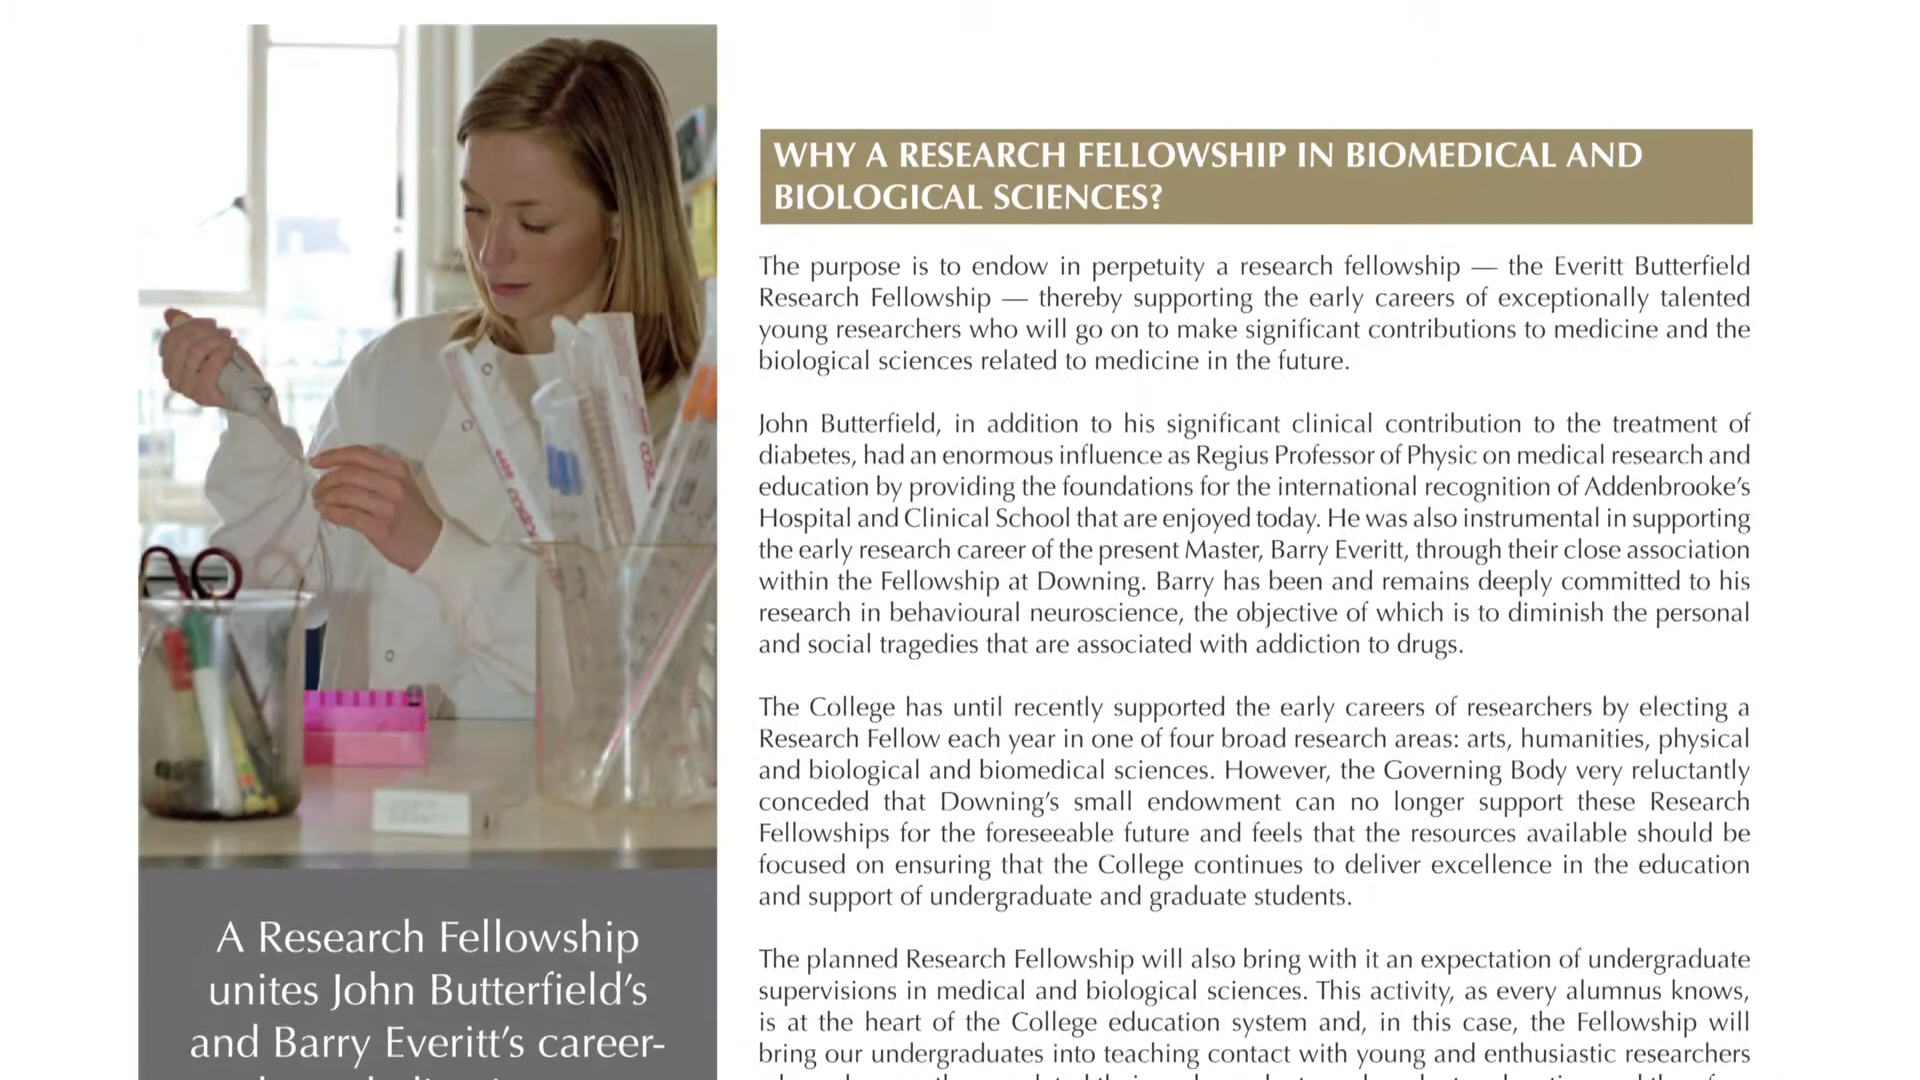 WHY A RESEARCH FELLOWSHIP IN BIOMEDICAL AND
BIOLOGICAL SCIENCES?
The purpose is to endow in perpetuity a research fellowship — the Everitt Butterfield
Research Fellowship — thereby supporting the early careers of exceptionally talented
young researchers who will go on to make significant contributions to medicine and the
biological sciences related to medicine in the future.
John Butterfield, in addition to his significant clinical contribution to the treatment of
diabetes, had an enormous influence as Regius Professor of Physic on medical research and
education by providing the foundations for the international recognition of Addenbrooke’s
Hospital and Clinical School that are enjoyed today. He was also instrumental in supporting
the early research career of the present Master, Barry Everitt, through their close association
within the Fellowship at Downing. Barry has been and remains deeply committed to his
research in behavioural neuroscience, the objective of which is to diminish the personal
and social tragedies that are associated with addiction to drugs.
The College has until recently supported the early careers of researchers by electing a
Research Fellow each year in one of four broad research areas: arts, humanities, physical
and biological and biomedical sciences. However, the Governing Body very reluctantly
conceded that Downing’s small endowment can no longer support these Research
Fellowships for the foreseeable future and feels that the resources available should be
focused on ensuring that the College continues to deliver excellence in the education
and support of undergraduate and graduate students.
The planned Research Fellowship will also bring with it an expectation of undergraduate
supervisions in medical and biological sciences. This activity, as every alumnus knows,
is at the heart of the College education system and, in this case, the Fellowship will
bring our undergraduates into teaching contact with young and enthusiastic researchers
A Research Fellowship
unites John Butterfield’s
and Barry Everitt’s career-